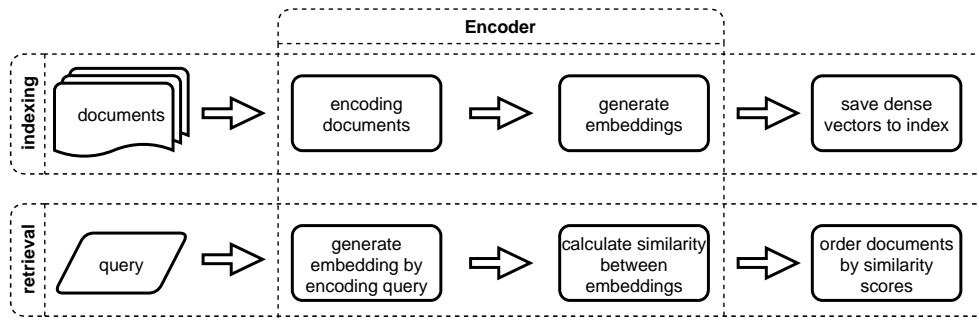 Encoder
indexing
documents
encoding
documents
generate
embeddings
save dense
vectors to index
retrieval
query
generate
embedding by
encoding query
calculate similarity
between
embeddings
order documents
by similarity
scores